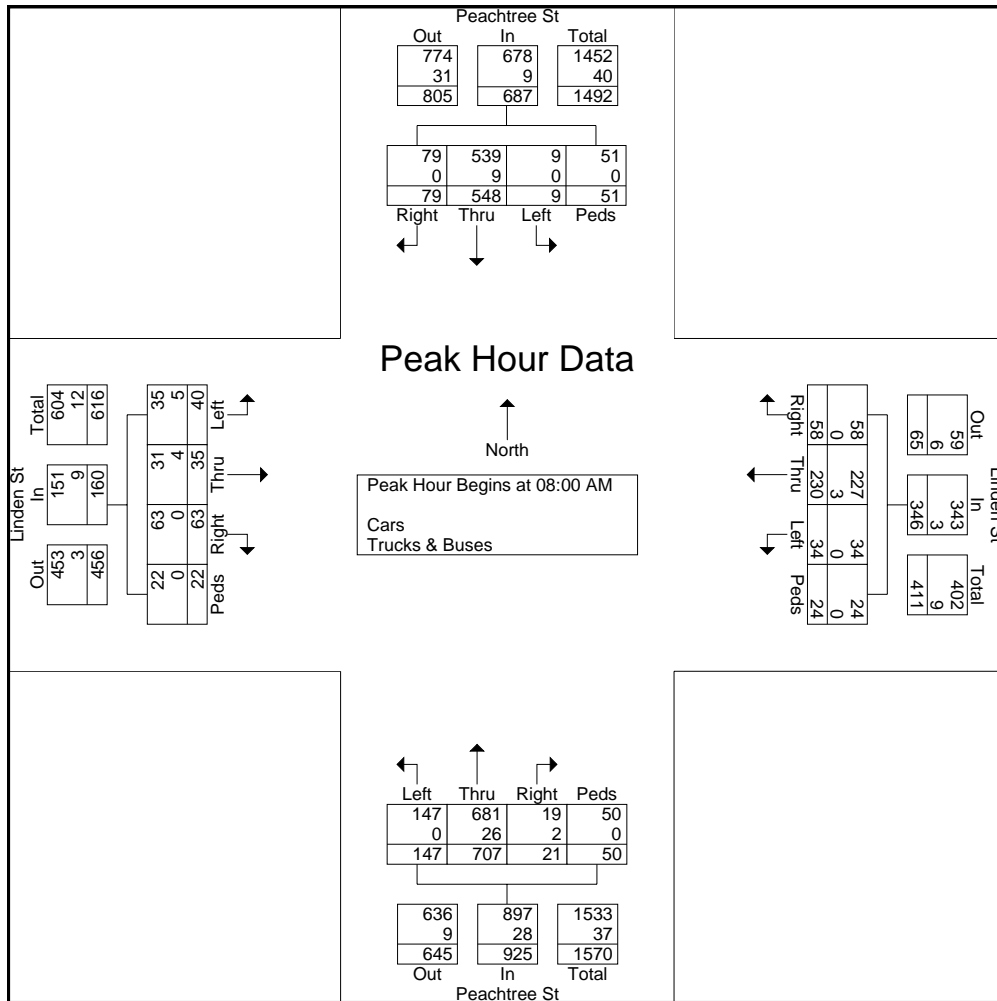 Peachtree St
Out In Total
774 678 1452
31 9 40
805 687 1492
79 539 9 51
0 9 0 0
79 548 9 51
Right Thru Left Peds
Peak Hour Data
North
Peak Hour Begins at 08:00 AM
Cars
Trucks & Buses
Linden St
Total In Out
604 151 453
12 9 3
616 160 456
35 31 63 22
5 4 0 0
40 35 63 22
Left Thru Right Peds
Linden St
Out In Total
59 343 402
6 3 9
65 346 411
58 227 34 24
0 3 0 0
58 230 34 24
Right Thru Left Peds
Left Thru Right Peds
147 681 19 50
0 26 2 0
147 707 21 50
636 897 1533
9 28 37
645 925 1570
Out In Total
Peachtree St